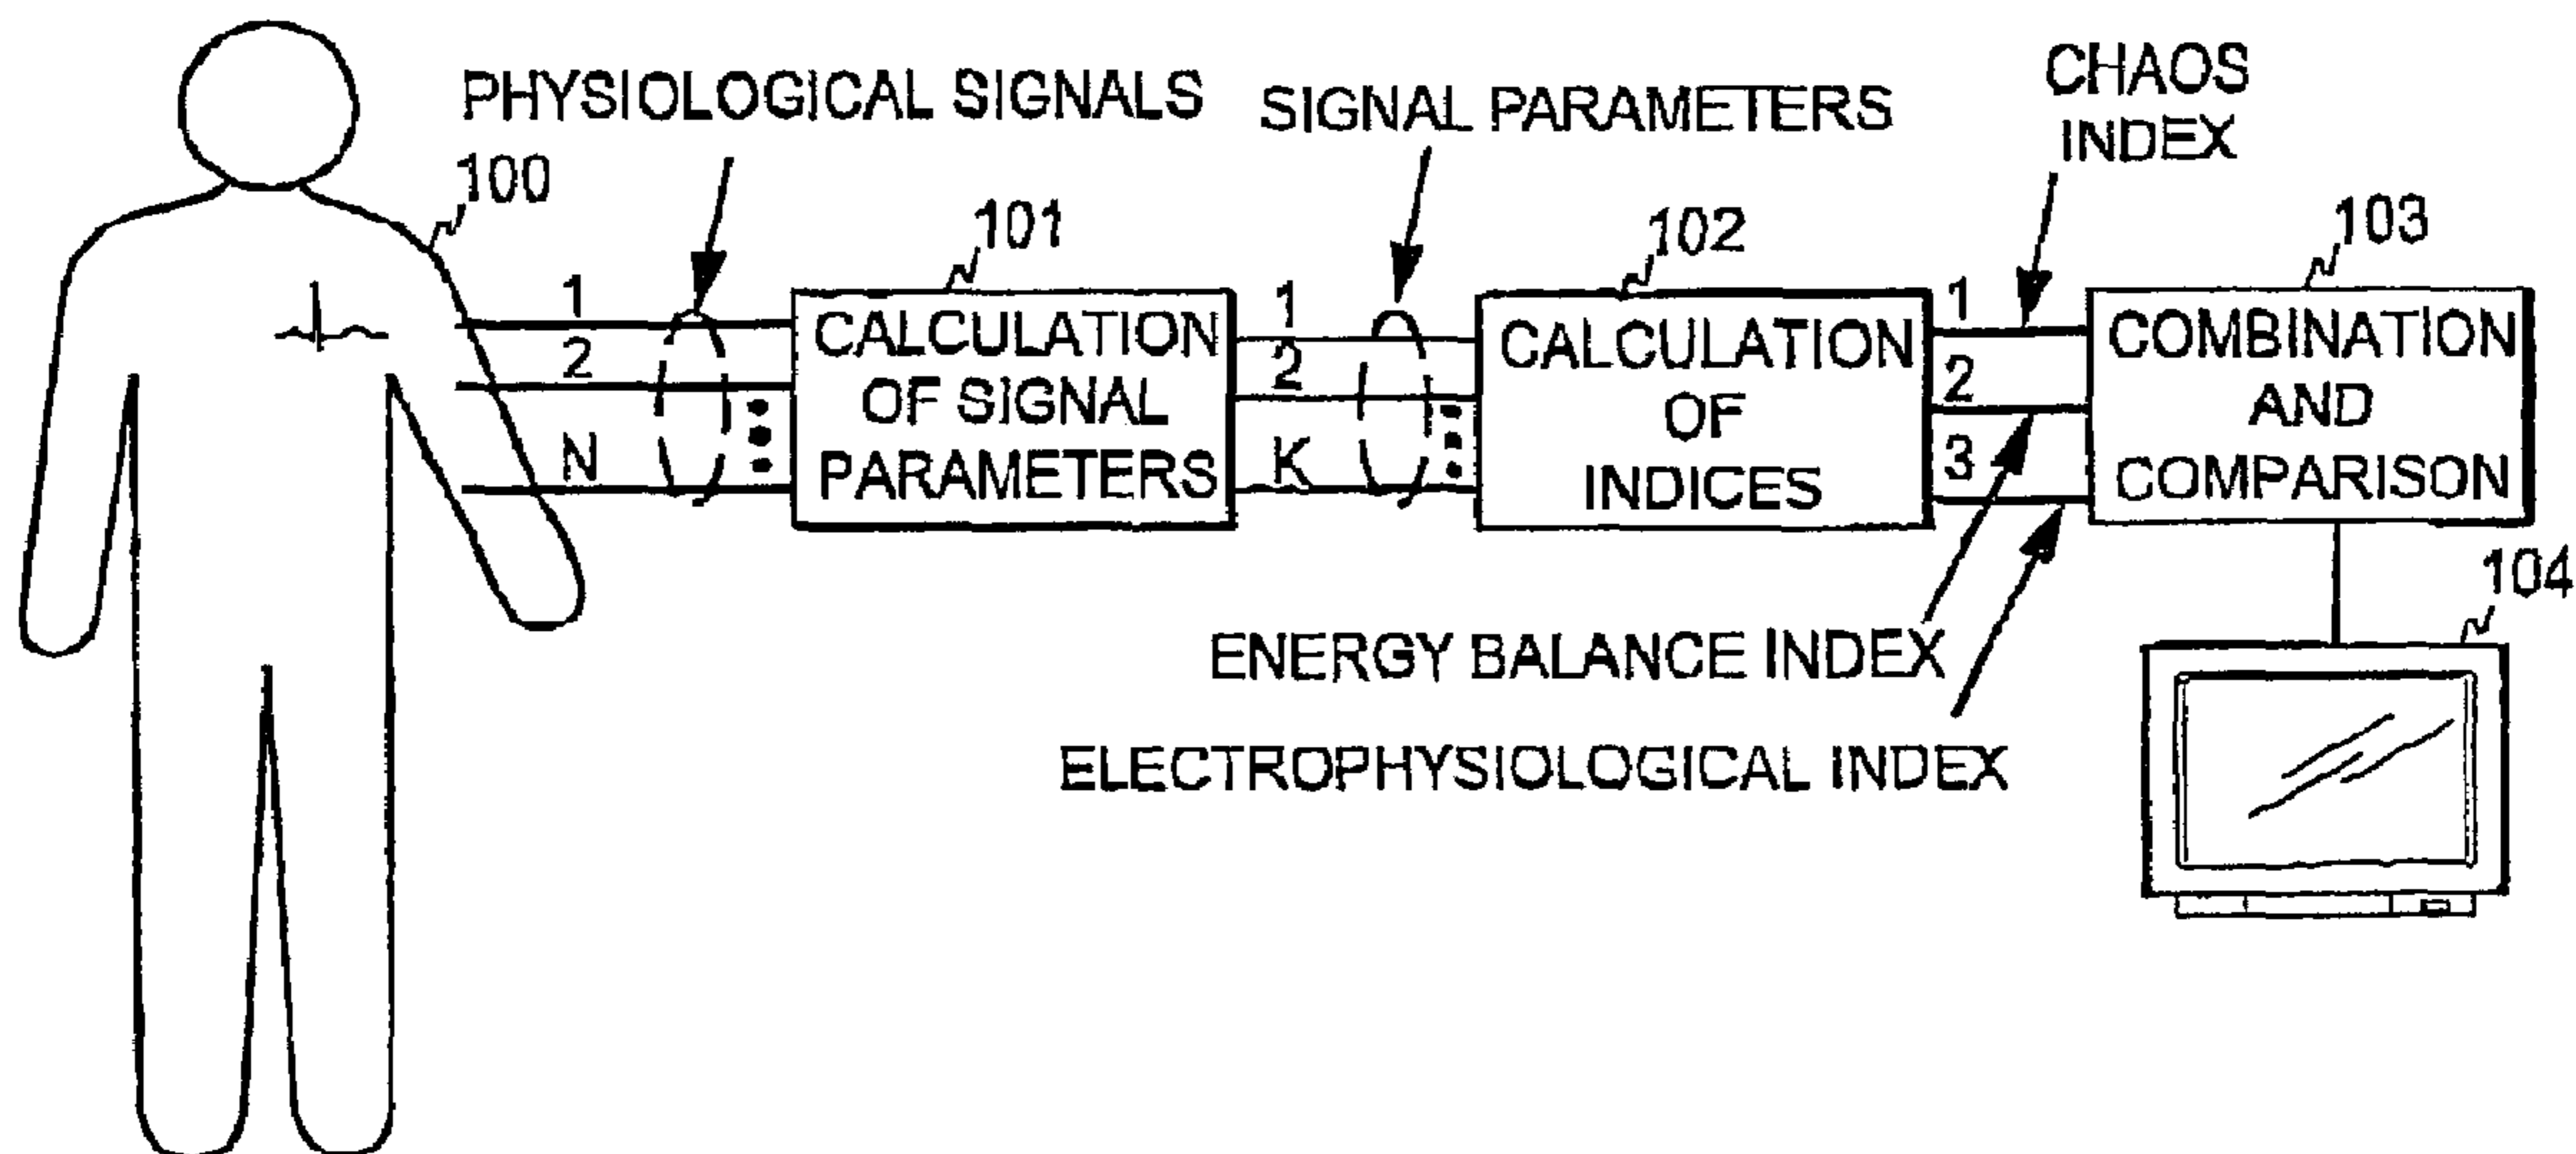 PHYSIOLOGICAL SIGNALS
SIGNAL PARAMETERS
CHAOS
INDEX
100
101
102
103
1
2
N
CALCULATION
OF SIGNAL
PARAMETERS
1
2
K
CALCULATION
OF
INDICES
1
2
3
COMBINATION
AND
COMPARISON
104
ENERGY BALANCE INDEX
ELECTROPHYSIOLOGICAL INDEX